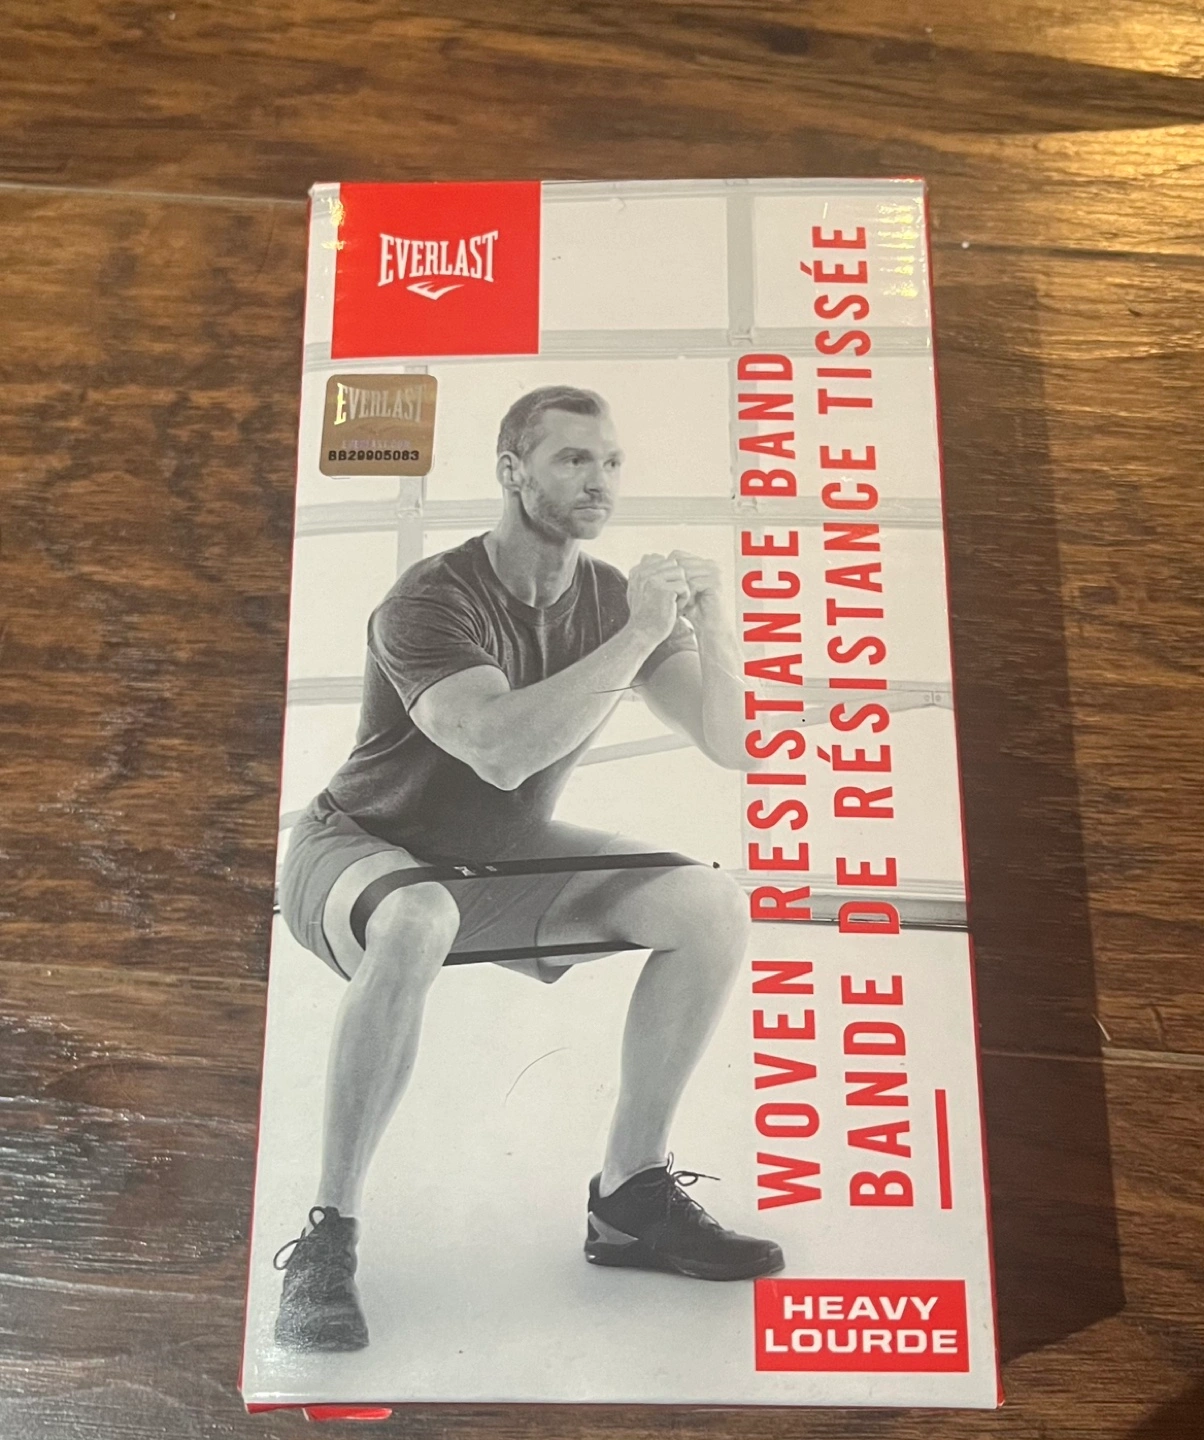 EVERLAST
EVERLAST
BB29905083
WOVEN RESISTANCE BAND
BANDE DE RÉSISTANCE TISSÉE
HEAVY
LOURDE